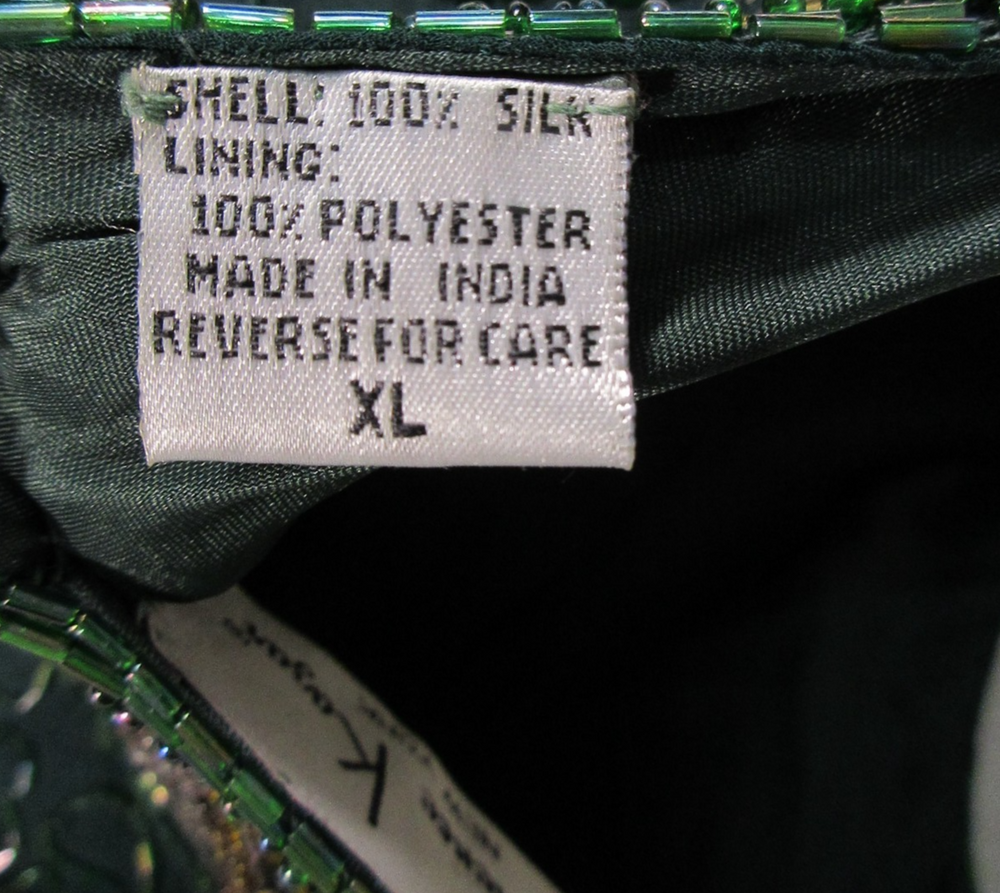 SHELL: 100% SILK
LINING:
100% POLYESTER
MADE IN INDIA
REVERSE FOR CARE
XL